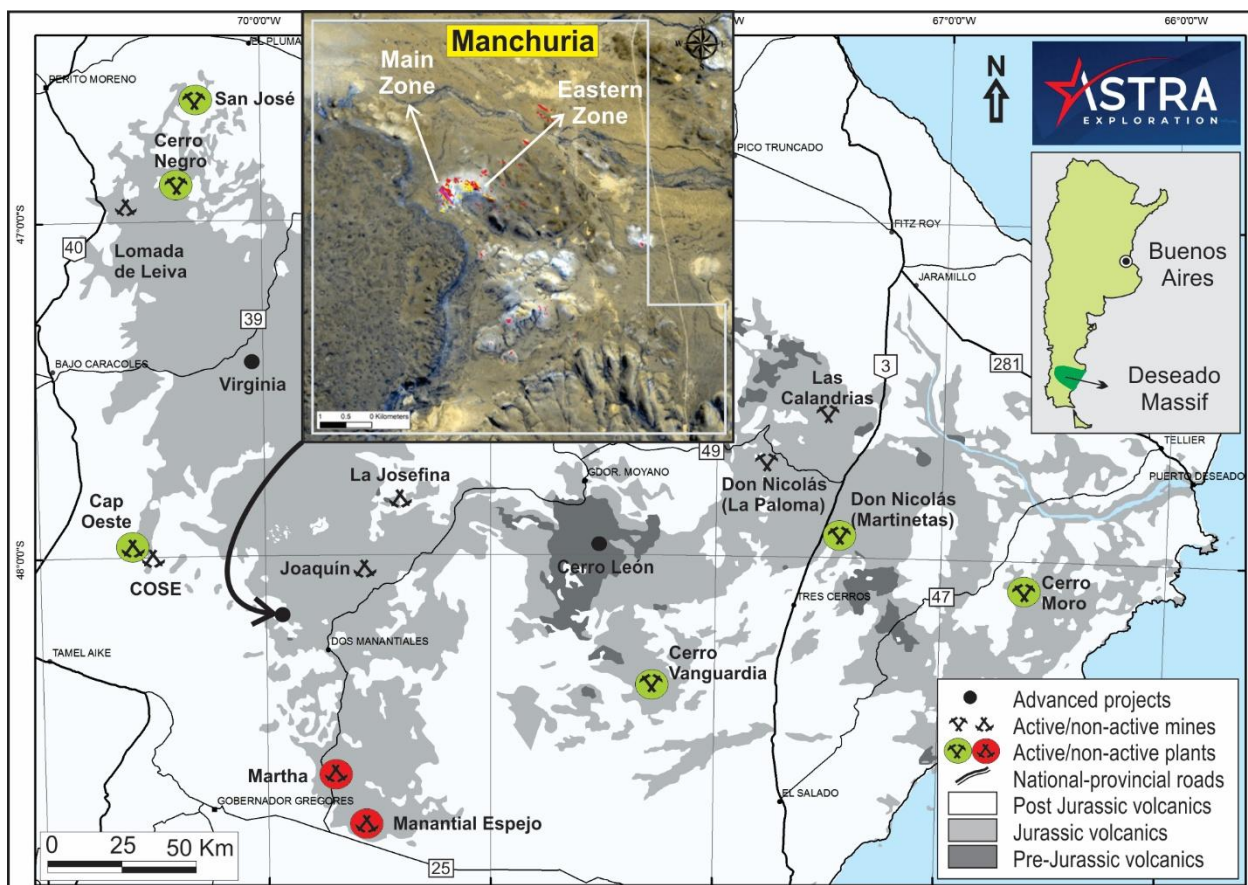 70°0'0"W
67°0'0"W
66°0'0"W
EL PLUMA
PERITO MORENO
San José
Cerro
Negro
47°0'0"S
40
Lomada
de Leiva
39
BAJO CARACOLES
Virginia
Manchuria
Main
Zone
Eastern
Zone
N
S
W
1 0.5 0 Kilometers
N
ASTRA
EXPLORATION
PICO TRUNCADO
FITZ ROY
JARAMILLO
Buenos
Aires
Deseado
Massif
281
3
Las
Calandrias
TELLIER
PUERTO DESEADO
49
GDOR. MOYANO
La Josefina
Don Nicolás
(La Paloma)
Don Nicolás
(Martinetas)
Cap
Oeste
COSE
48°0'0"S
Joaquín
Cerro León
TRES CERROS
47
Cerro
Moro
TAMEL AIKE
DOS MANANTIALES
Cerro
Vanguardia
Martha
GOBERNADOR GREGORES
Manantial Espejo
EL SALADO
25
0 25 50 Km
Advanced projects
Active/non-active mines
Active/non-active plants
National-provincial roads
Post Jurassic volcanics
Jurassic volcanics
Pre-Jurassic volcanics